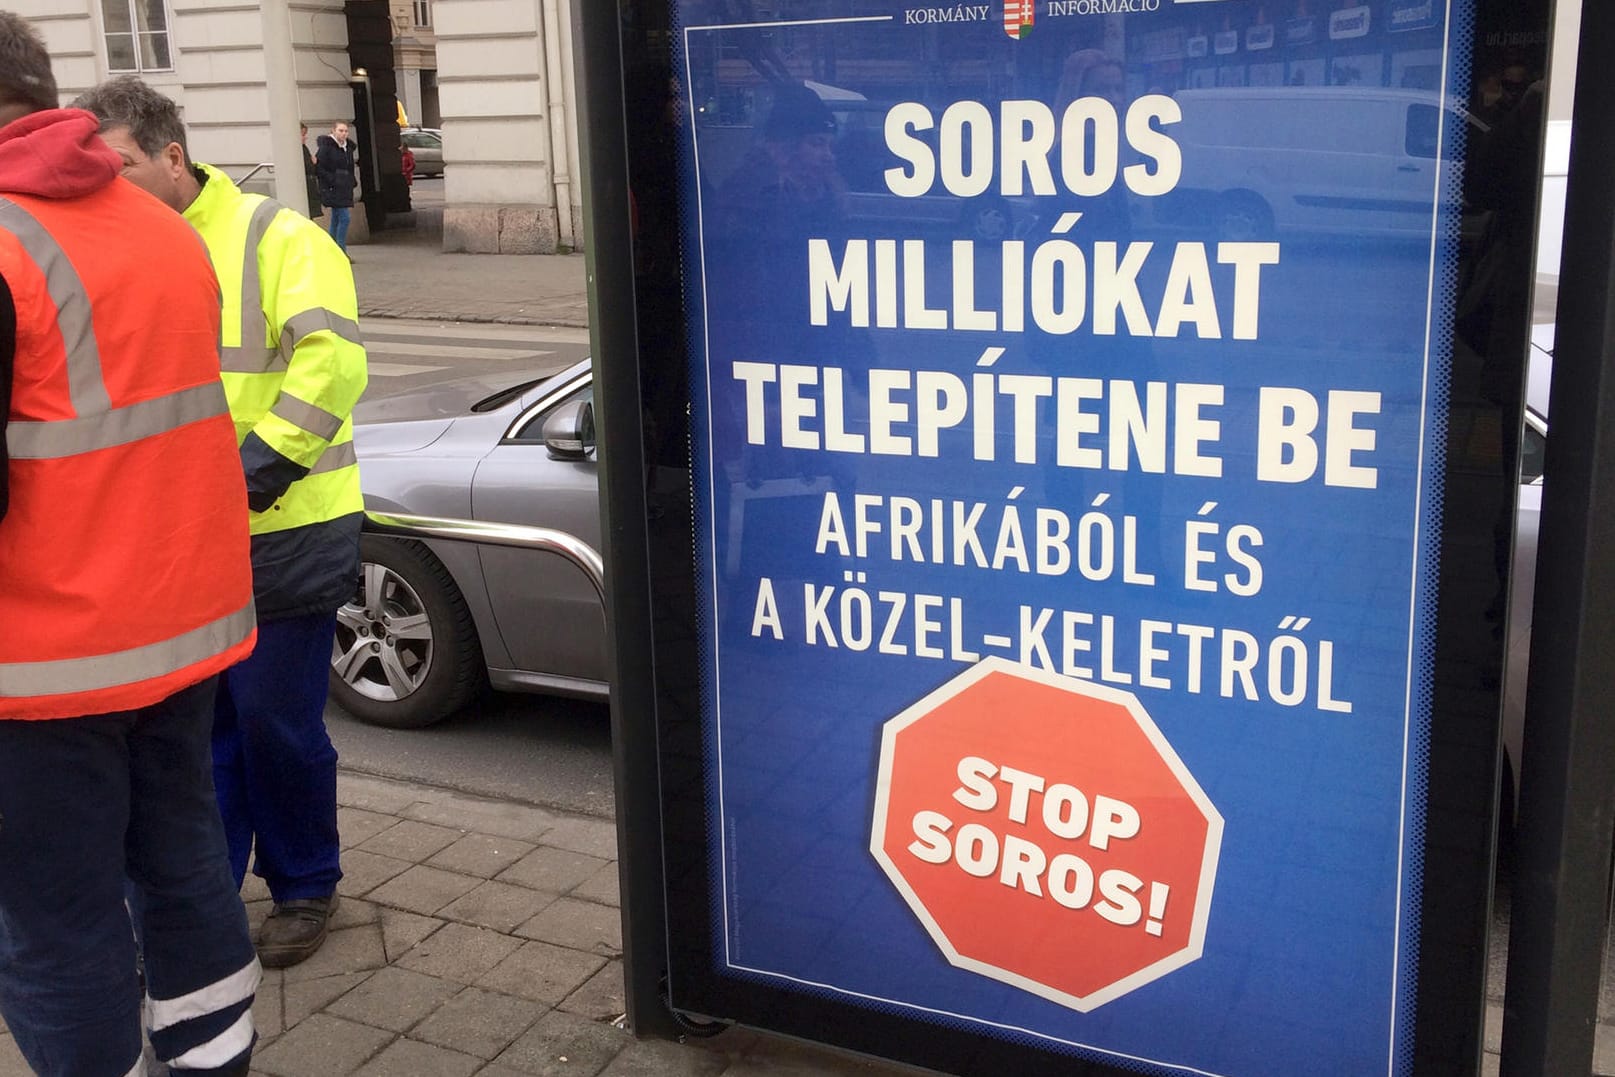 KORMÁNY INFORMÁCIÓ
SOROS
MILLIÓKAT
TELEPÍTENE BE
AFRIKÁBÓL ÉS
A KÖZEL-KELETRŐL
STOP
SOROS!